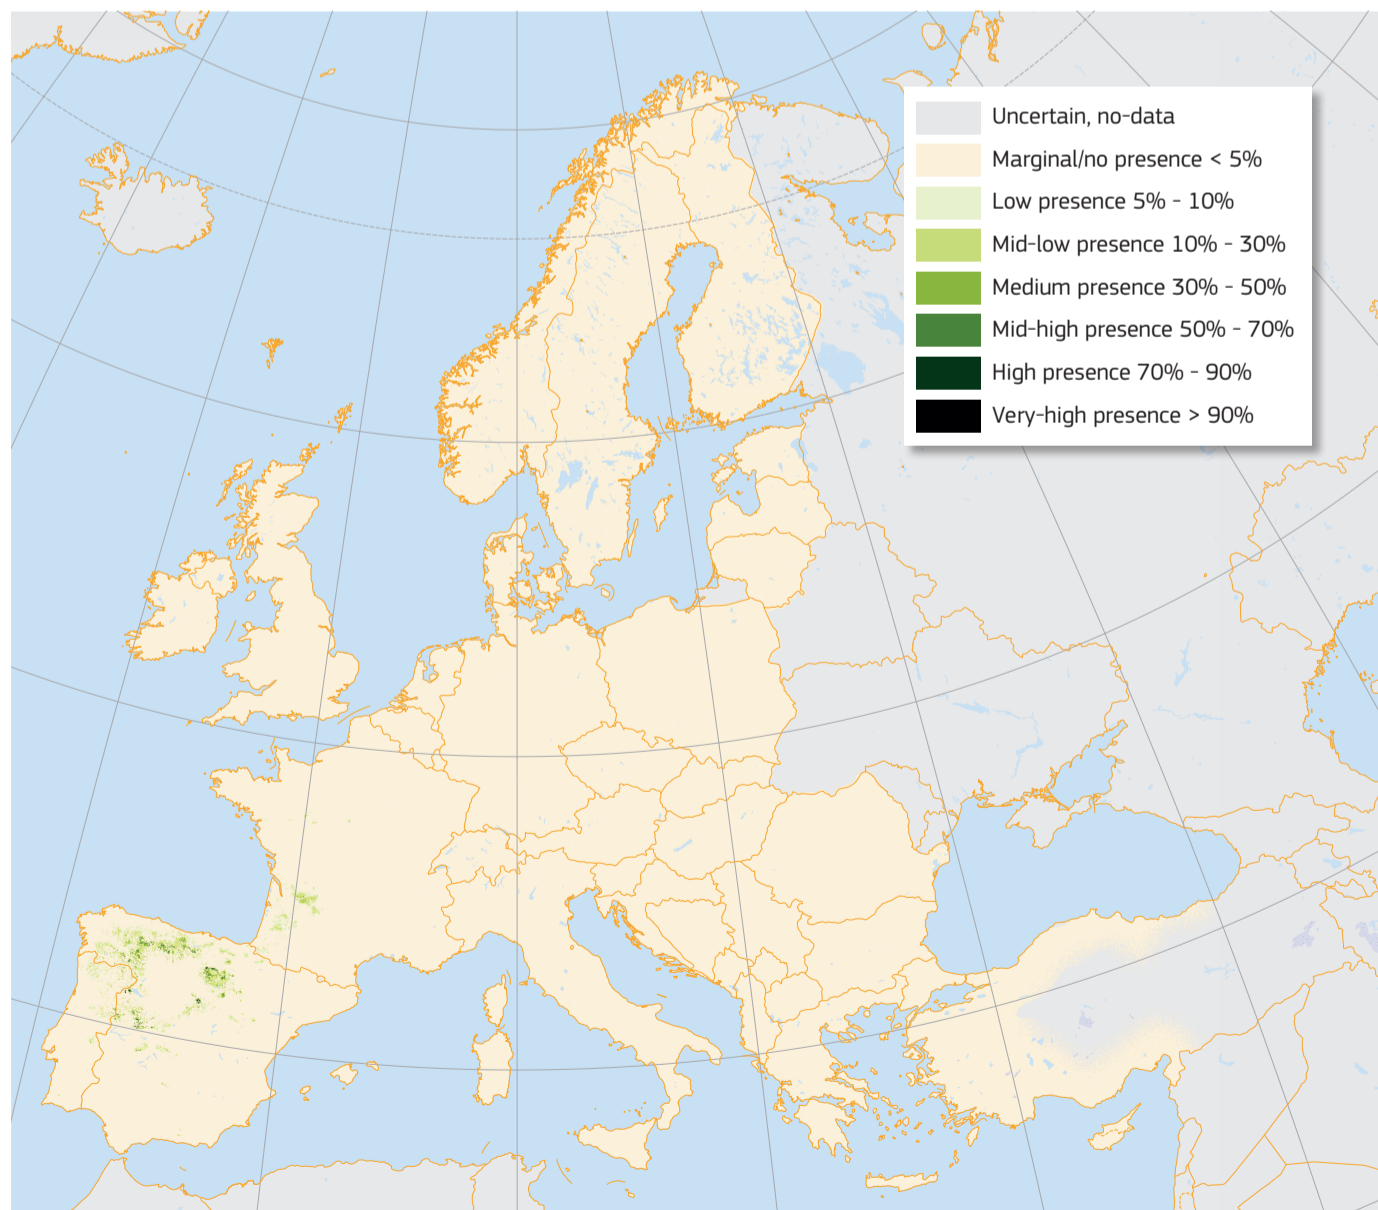 Uncertain, no-data
Marginal/no presence < 5%
Low presence 5% - 10%
Mid-low presence 10% - 30%
Medium presence 30% - 50%
Mid-high presence 50% - 70%
High presence 70% - 90%
Very-high presence > 90%